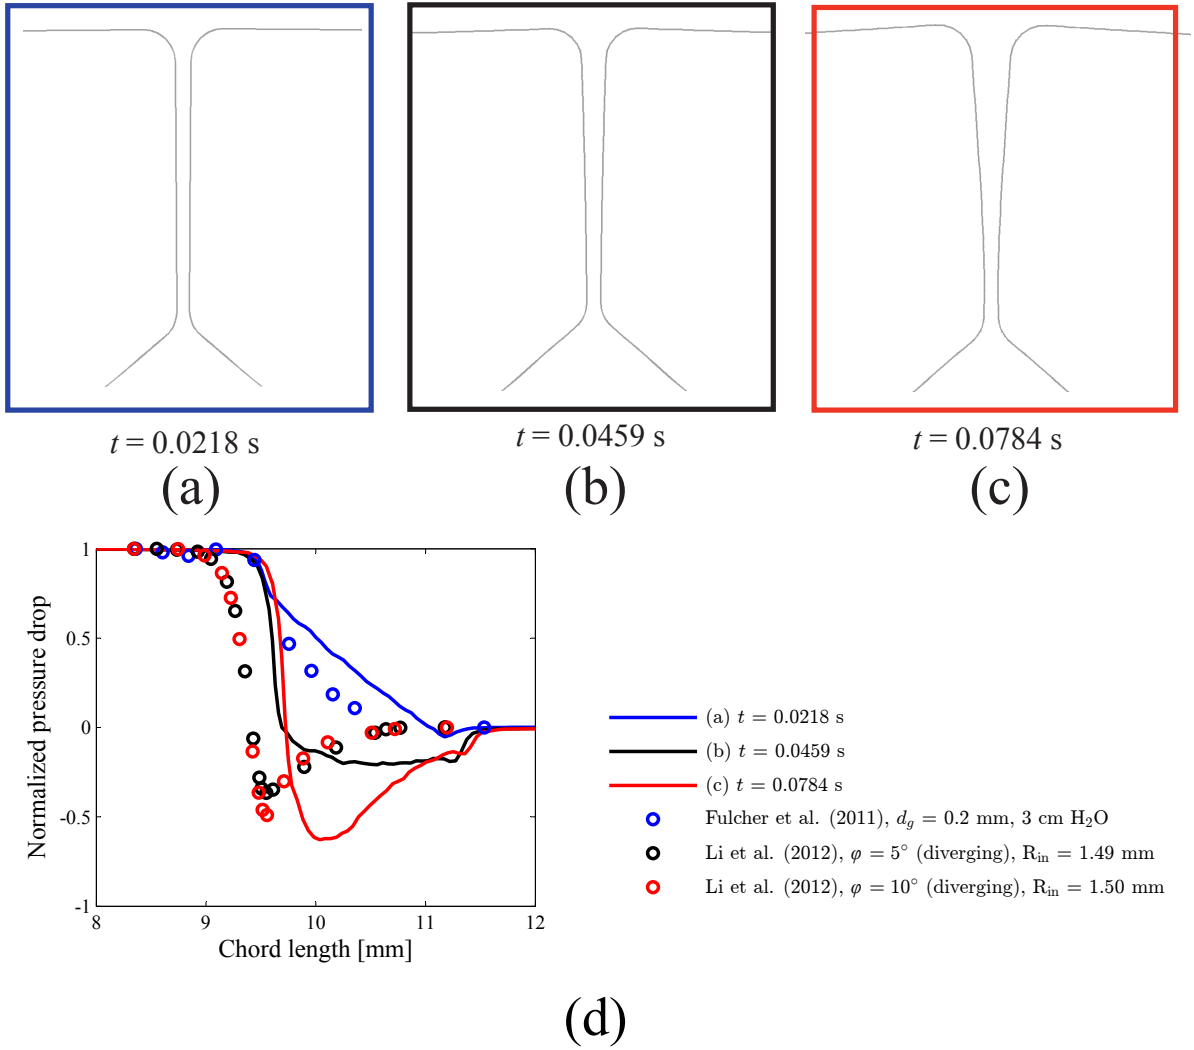 t = 0.0218 s
t = 0.0459 s
t = 0.0784 s
(a)
(b)
(c)
Normalized pressure drop
1
0.5
0
-0.5
-1
8
9
10
11
12
Chord length [mm]
(a) t = 0.0218 s
(b) t = 0.0459 s
(c) t = 0.0784 s
Fulcher et al. (2011), d_g = 0.2 mm, 3 cm H₂O
Li et al. (2012), φ = 5° (diverging), R_in = 1.49 mm
Li et al. (2012), φ = 10° (diverging), R_in = 1.50 mm
(d)